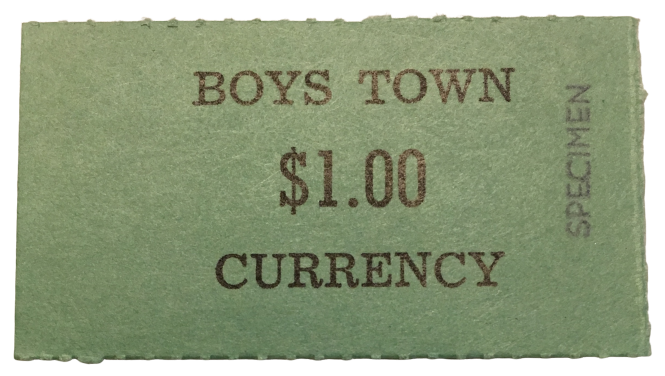 BOYS TOWN
$1.00
CURRENCY
SPECIMEN